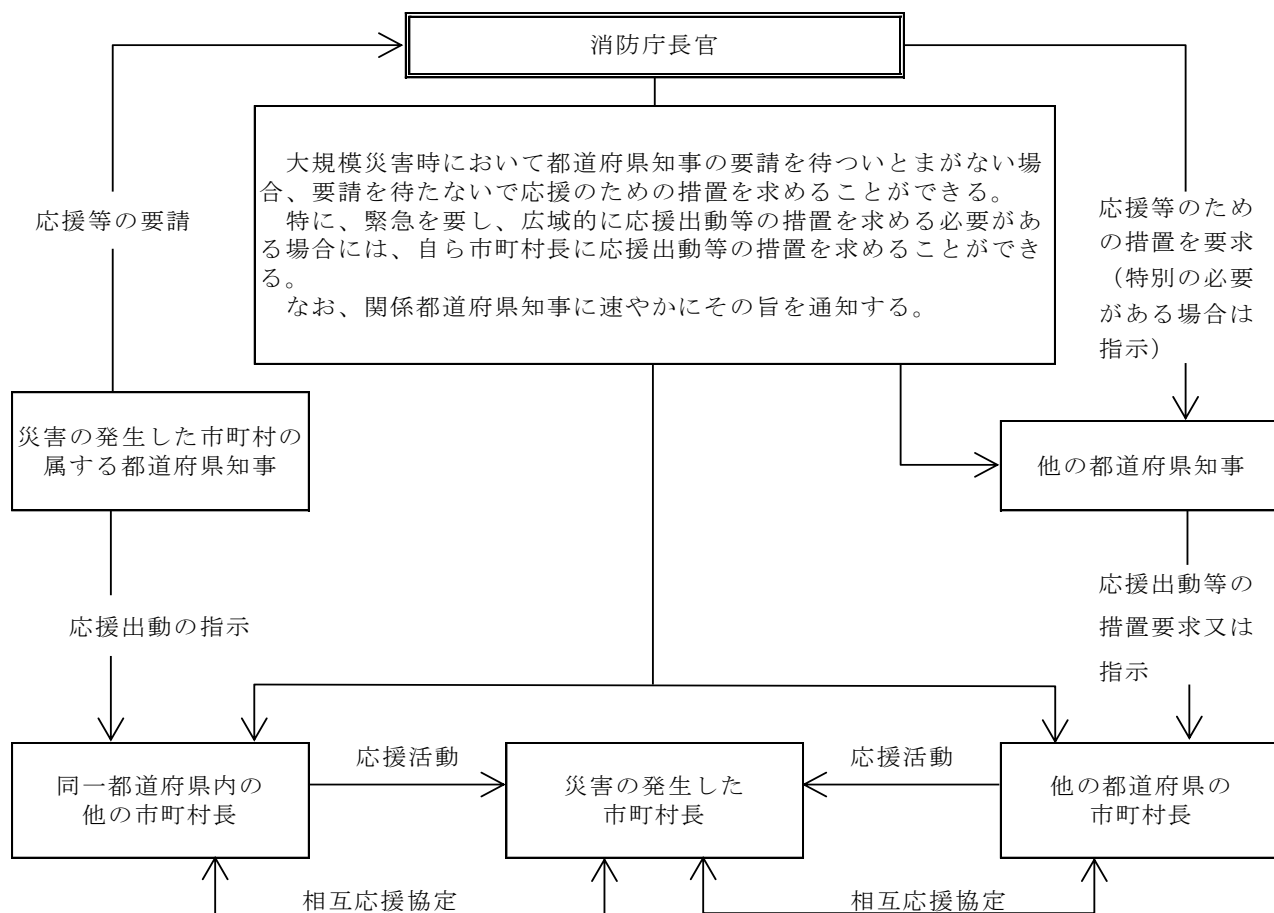 消防庁長官
大規模災害時において都道府県知事の要請を待ついとまがない場
合、要請を待たないで応援のための措置を求めることができる。
特に、緊急を要し、広域的に応援出動等の措置を求める必要があ
る場合には、自ら市町村長に応援出動等の措置を求めることができ
る。
なお、関係都道府県知事に速やかにその旨を通知する。
応援等の要請
応援等のため
の措置を要求
（特別の必要
がある場合は
指示）
災害の発生した市町村の
属する都道府県知事
他の都道府県知事
応援出動の指示
応援出動等の
措置要求又は
指示
同一都道府県内の
他の市町村長
応援活動
災害の発生した
市町村長
応援活動
他の都道府県の
市町村長
相互応援協定
相互応援協定